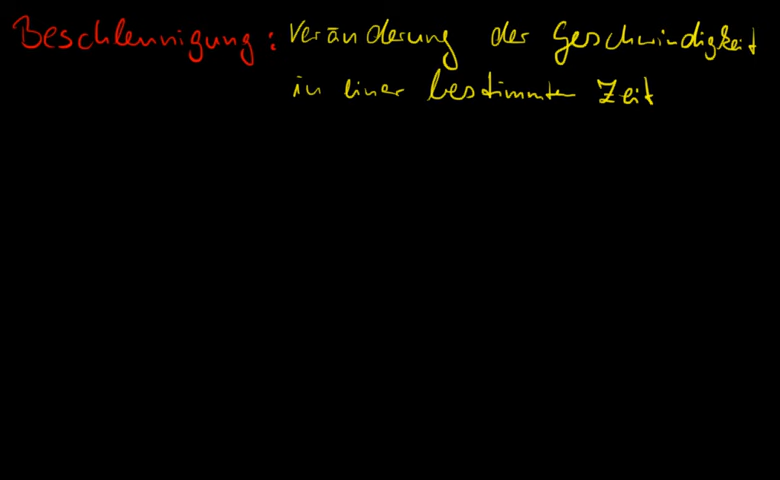 Beschleunigung: Veränderung der Geschwindigkeit
in einer bestimmten Zeit